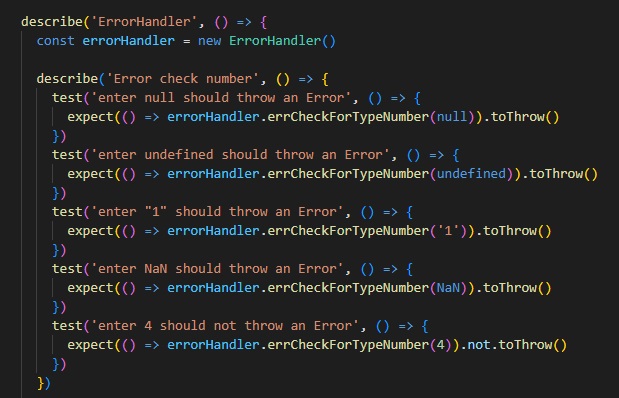 describe('ErrorHandler', () => {
const errorHandler = new ErrorHandler()
describe('Error check number', () => {
test('enter null should throw an Error', () => {
expect(() => errorHandler.errCheckForTypeNumber(null)).toThrow()
})
test('enter undefined should throw an Error', () => {
expect(() => errorHandler.errCheckForTypeNumber(undefined)).toThrow()
})
test('enter "1" should throw an Error', () => {
expect(() => errorHandler.errCheckForTypeNumber('1')).toThrow()
})
test('enter NaN should throw an Error', () => {
expect(() => errorHandler.errCheckForTypeNumber(NaN)).toThrow()
})
test('enter 4 should not throw an Error', () => {
expect(() => errorHandler.errCheckForTypeNumber(4)).not.toThrow()
})
})